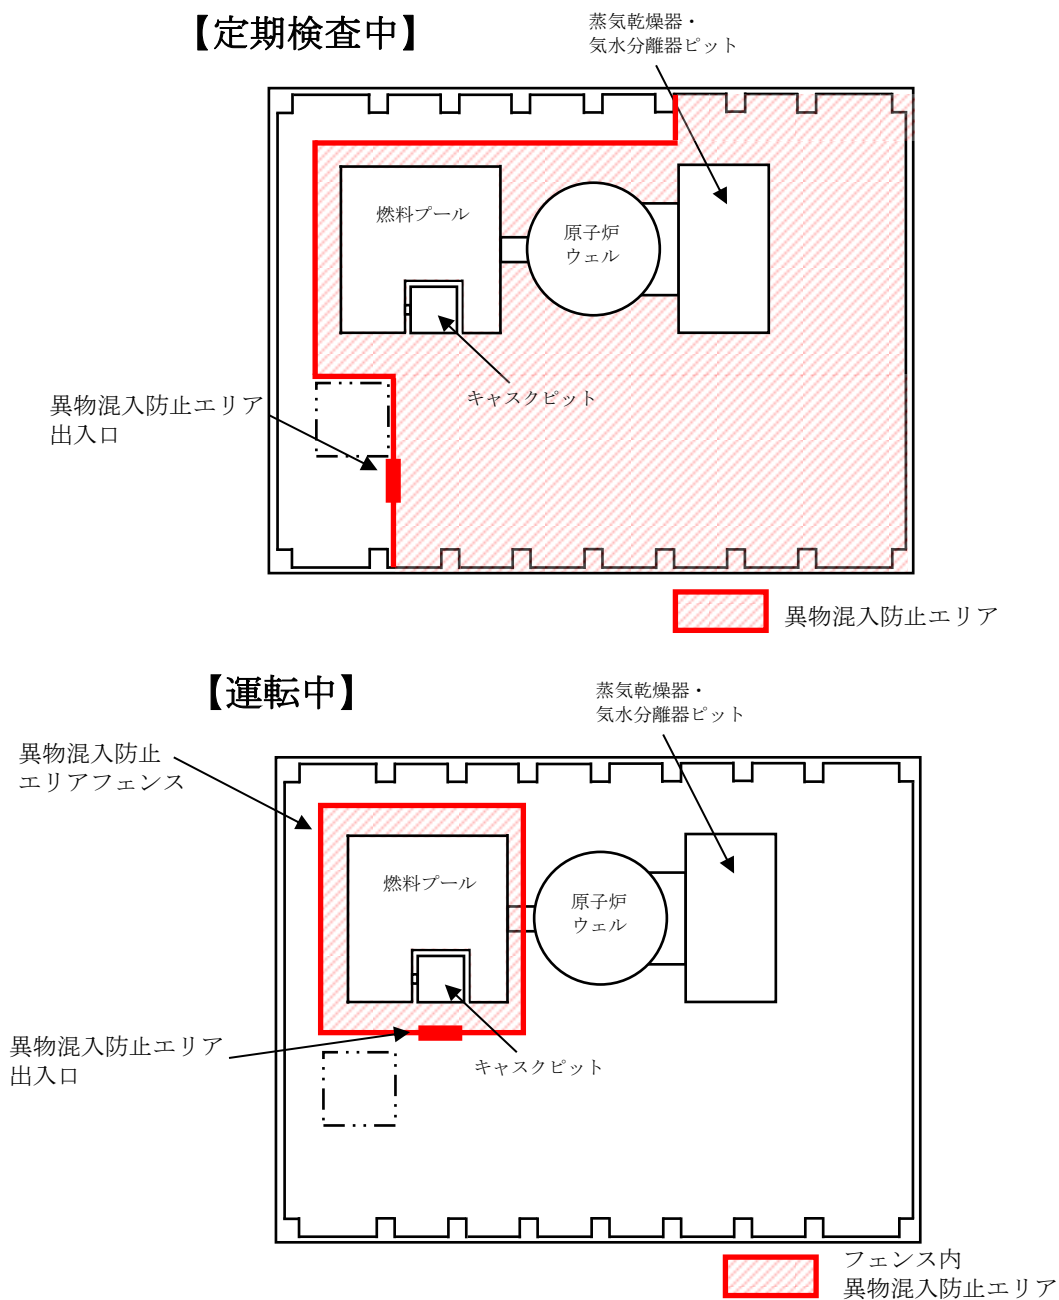 【定期検査中】
蒸気乾燥器・
気水分離器ピット
燃料プール
原子炉
ウェル
キャスクピット
異物混入防止エリア
出入口
異物混入防止エリア
【運転中】
蒸気乾燥器・
気水分離器ピット
異物混入防止
エリアフェンス
燃料プール
原子炉
ウェル
異物混入防止エリア
出入口
キャスクピット
フェンス内
異物混入防止エリア